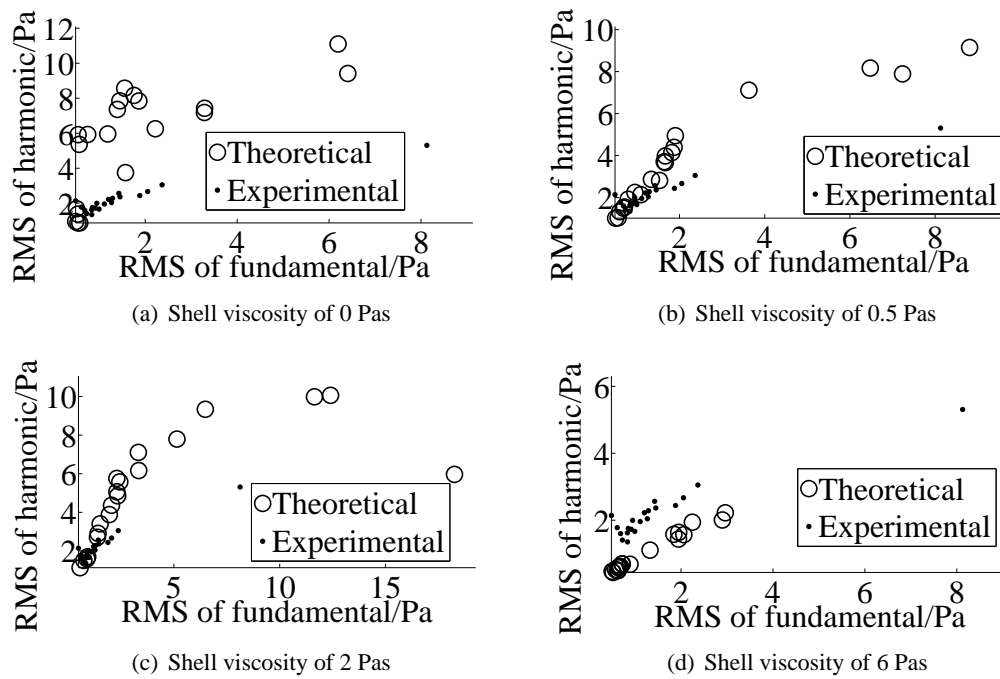 12
10
8
6
4
2
RMS of harmonic/Pa
Theoretical
Experimental
2 4 6 8
RMS of fundamental/Pa
(a) Shell viscosity of 0 Pas
10
8
6
4
2
RMS of harmonic/Pa
Theoretical
Experimental
2 4 6 8
RMS of fundamental/Pa
(b) Shell viscosity of 0.5 Pas
10
8
6
4
2
RMS of harmonic/Pa
Theoretical
Experimental
5 10 15
RMS of fundamental/Pa
(c) Shell viscosity of 2 Pas
6
4
2
RMS of harmonic/Pa
Theoretical
Experimental
2 4 6 8
RMS of fundamental/Pa
(d) Shell viscosity of 6 Pas